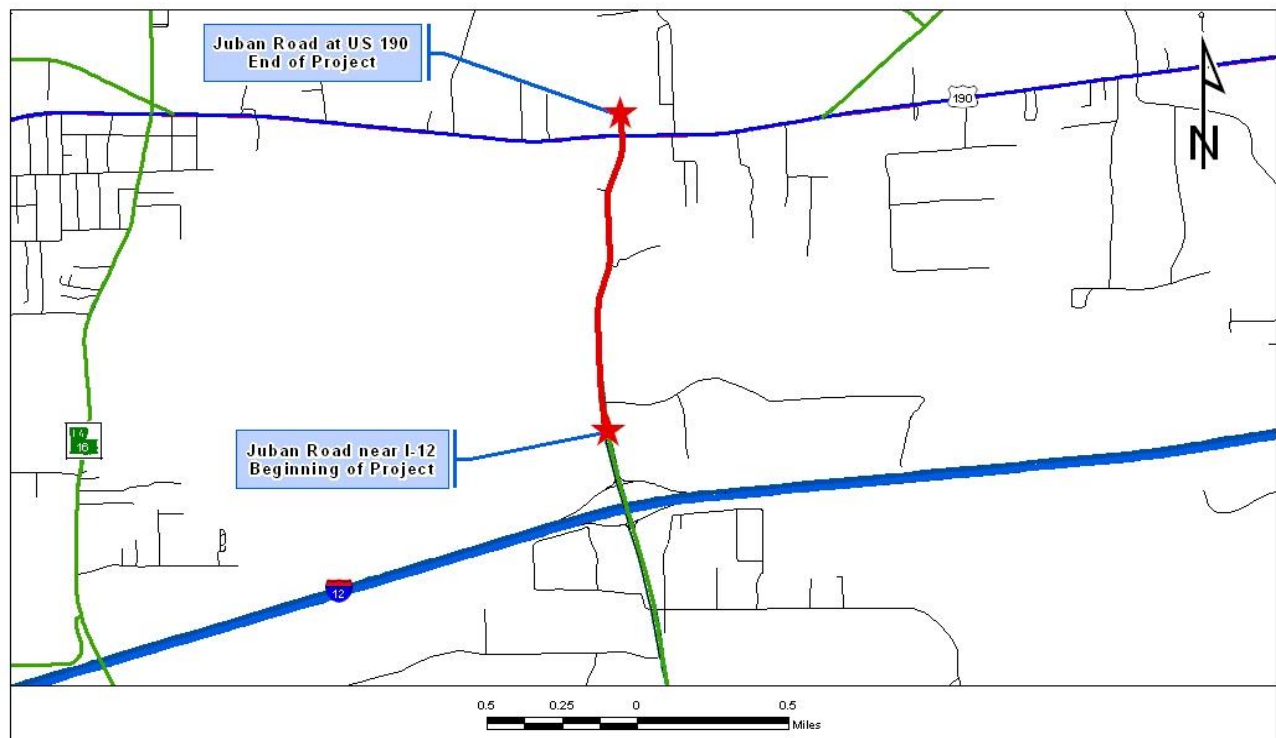 Juban Road at US 190
End of Project
190
N
LA
16
Juban Road near I-12
Beginning of Project
12
0.5 0.25 0 0.5
Miles